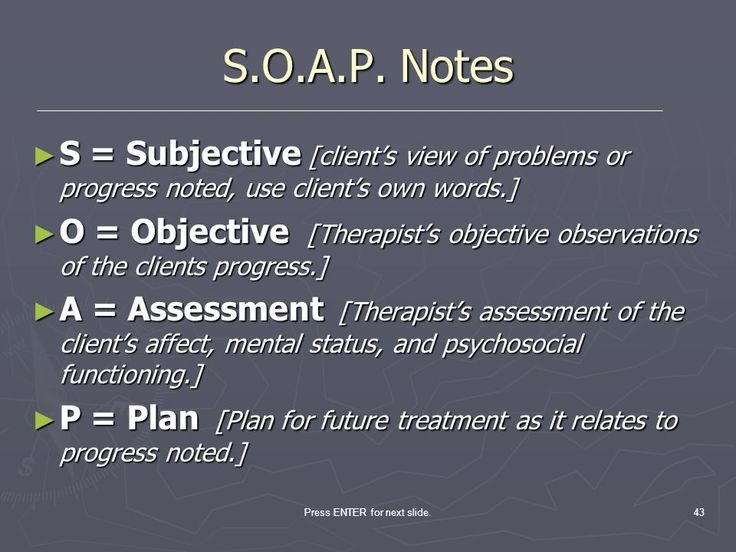 S.O.A.P. Notes
► S = Subjective [client's view of problems or
progress noted, use client's own words.]
► O = Objective [Therapist's objective observations
of the clients progress.]
► A = Assessment [Therapist's assessment of the
client's affect, mental status, and psychosocial
functioning.]
► P = Plan [Plan for future treatment as it relates to
progress noted.]
Press ENTER for next slide.
43